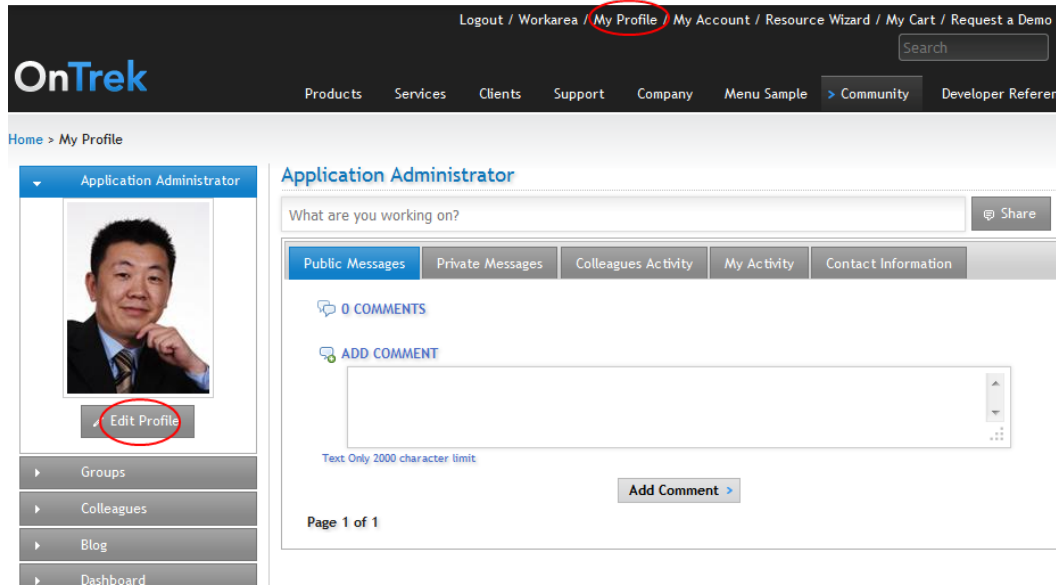 Logout / Workarea / My Profile / My Account / Resource Wizard / My Cart / Request a Demo
Search
OnTrek
Products Services Clients Support Company Menu Sample > Community Developer Referen
Home > My Profile
Application Administrator
Application Administrator
What are you working on?
Share
Public Messages Private Messages Colleagues Activity My Activity Contact Information
0 COMMENTS
ADD COMMENT
Edit Profile
Text Only 2000 character limit
Groups
Add Comment >
Colleagues
Page 1 of 1
Blog
Dashboard